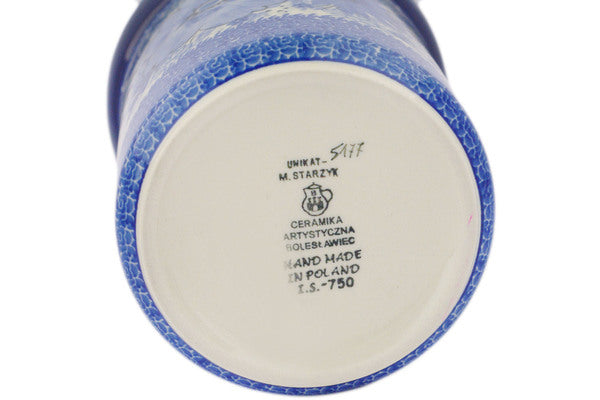 UNIKAT- 5177
M. STARZYK
CERAMIKA
ARTYSTYCZNA
BOLESŁAWIEC
HAND MADE
IN POLAND
I.S.-750